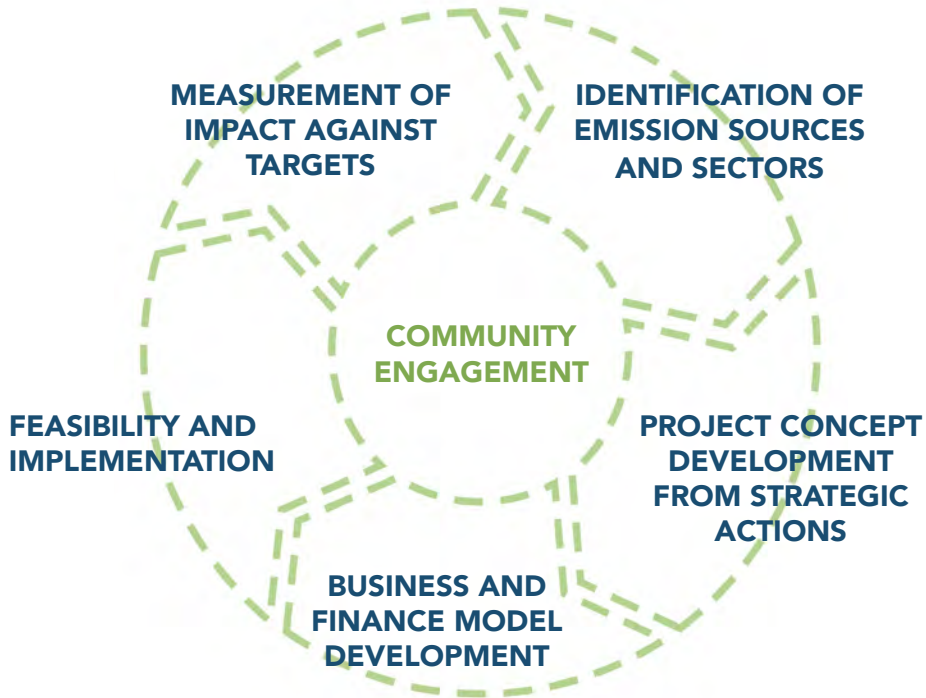 MEASUREMENT OF
IMPACT AGAINST
TARGETS
IDENTIFICATION OF
EMISSION SOURCES
AND SECTORS
COMMUNITY
ENGAGEMENT
FEASIBILITY AND
IMPLEMENTATION
PROJECT CONCEPT
DEVELOPMENT
FROM STRATEGIC
ACTIONS
BUSINESS AND
FINANCE MODEL
DEVELOPMENT